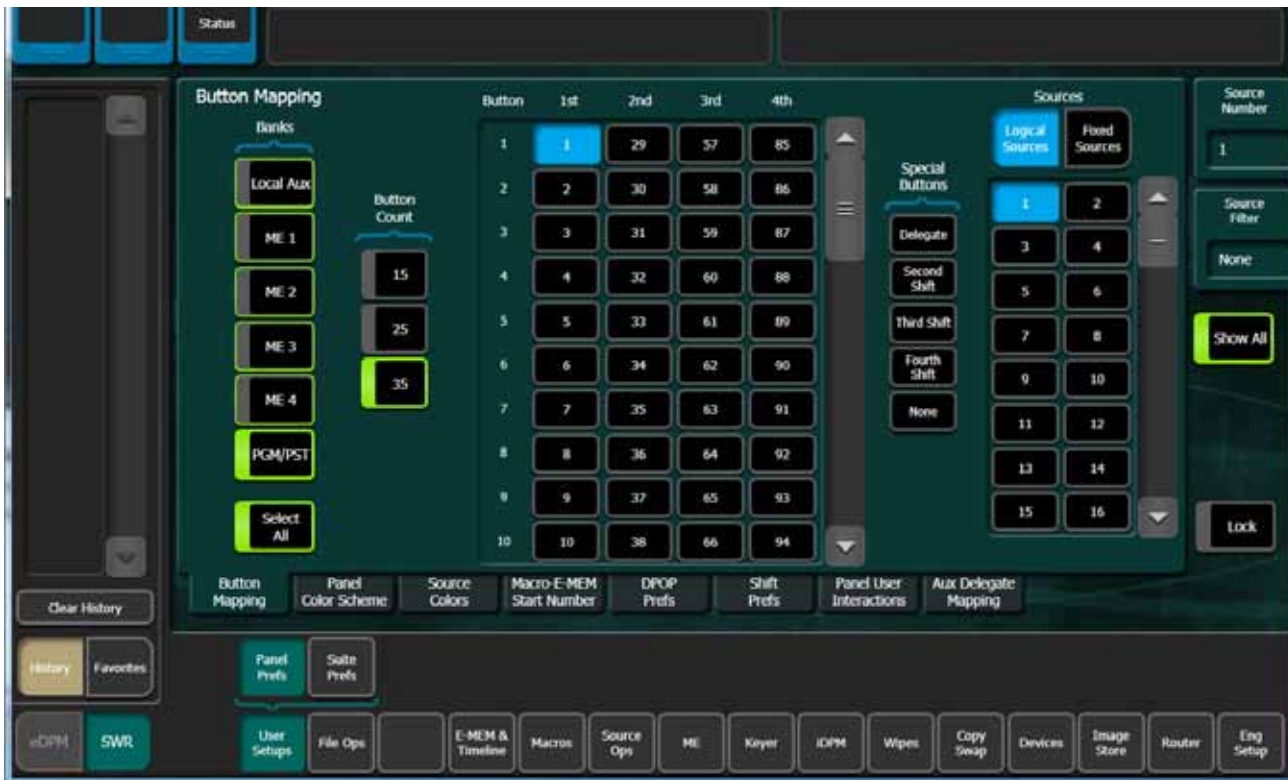 Status
Button Mapping
Banks
Local Aux
ME 1
ME 2
ME 3
ME 4
PGM/PST
Select
All
Button
Count
15
25
35
Button 1st 2nd 3rd 4th
1 1 29 57 85
2 2 30 58 86
3 3 31 59 87
4 4 32 60 88
5 5 33 61 89
6 6 34 62 90
7 7 35 63 91
8 8 36 64 92
9 9 37 65 93
10 10 38 66 94
Special
Buttons
Delegate
Second
Shift
Third Shift
Fourth
Shift
None
Sources
Logical
Sources
Fixed
Sources
1 2
3 4
5 6
7 8
9 10
11 12
13 14
15 16
Source
Number
1
Source
Filter
None
Show All
Lock
Button
Mapping
Panel
Color Scheme
Source
Colors
Macro-E-MEM
Start Number
DPOP
Prefs
Shift
Prefs
Panel User
Interactions
Aux Delegate
Mapping
Clear History
History
Favorites
Panel
Prefs
Suite
Prefs
eDPM
SWR
User
Setups
File Ops
E-MEM &
Timeline
Macros
Source
Ops
ME
Keyer
iDPM
Wipes
Copy
Swap
Devices
Image
Store
Router
Eng
Setup